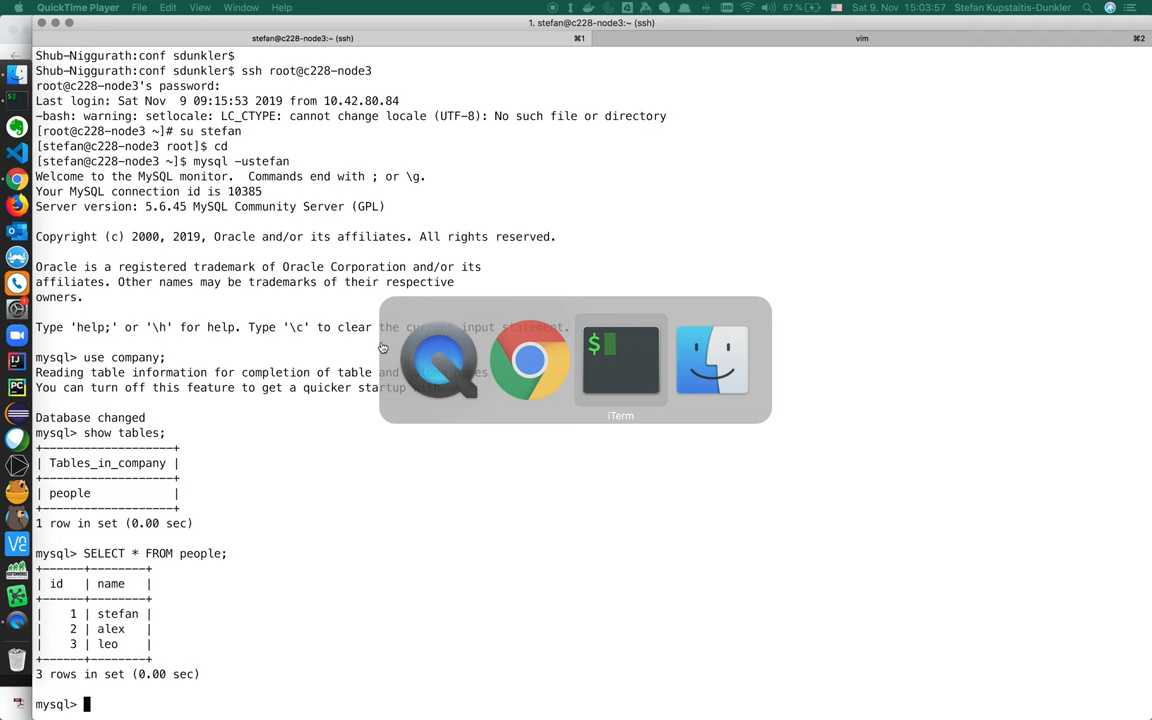 QuickTime Player File Edit View Window Help 67% Sat 9. Nov 15:03:57 Stefan Kupstaitis-Dunkler
1. stefan@c228-node3:~ (ssh)
stefan@c228-node3:~ (ssh) ⌘1 vim ⌘2
Shub-Niggurath:conf sdunkler$
Shub-Niggurath:conf sdunkler$ ssh root@c228-node3
root@c228-node3's password:
Last login: Sat Nov  9 09:15:53 2019 from 10.42.80.84
-bash: warning: setlocale: LC_CTYPE: cannot change locale (UTF-8): No such file or directory
[root@c228-node3 ~]# su stefan
[stefan@c228-node3 root]$ cd
[stefan@c228-node3 ~]$ mysql -ustefan
Welcome to the MySQL monitor.  Commands end with ; or \g.
Your MySQL connection id is 10385
Server version: 5.6.45 MySQL Community Server (GPL)
Copyright (c) 2000, 2019, Oracle and/or its affiliates. All rights reserved.
Oracle is a registered trademark of Oracle Corporation and/or its
affiliates. Other names may be trademarks of their respective
owners.
Type 'help;' or '\h' for help. Type '\c' to clear the current input statement.
mysql> use company;
Reading table information for completion of table and column names
You can turn off this feature to get a quicker startup
Database changed
mysql> show tables;
+-------------------+
| Tables_in_company |
+-------------------+
| people            |
+-------------------+
1 row in set (0.00 sec)
mysql> SELECT * FROM people;
+------+--------+
| id   | name   |
+------+--------+
|    1 | stefan |
|    2 | alex   |
|    3 | leo    |
+------+--------+
3 rows in set (0.00 sec)
mysql>
$
iTerm